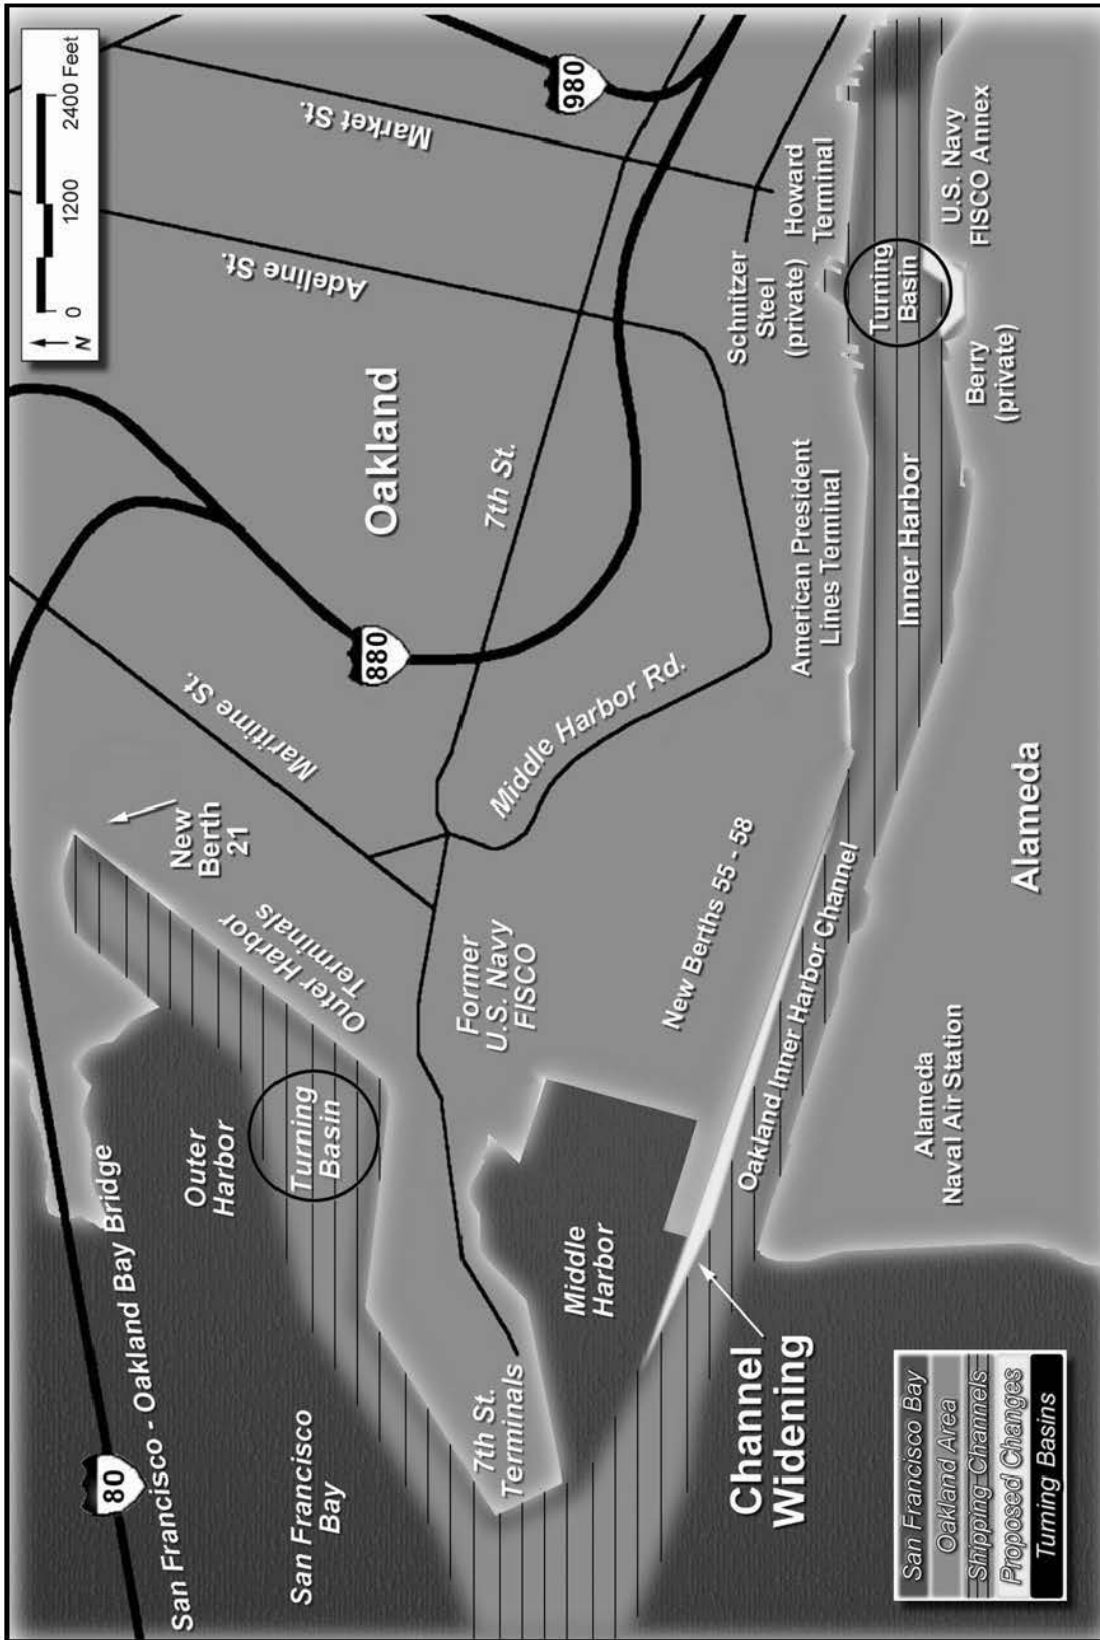 80
San Francisco - Oakland Bay Bridge
San Francisco
Bay
Outer
Harbor
Turning
Basin
Outer Harbor
Terminals
New
Berth
21
Maritime St.
880
Oakland
Adeline St.
Market St.
980
N
0
1200
2400 Feet
7th St.
7th St.
Terminals
Former
U.S. Navy
FISCO
Middle Harbor Rd.
Middle
Harbor
New Berths 55 - 58
American President
Lines Terminal
Schnitzer
Steel
(private)
Howard
Terminal
Channel
Widening
Oakland Inner Harbor Channel
Inner Harbor
Turning
Basin
Alameda
Naval Air Station
Alameda
Berry
(private)
U.S. Navy
FISCO Annex
San Francisco Bay
Oakland Area
Shipping Channels
Proposed Changes
Turning Basins